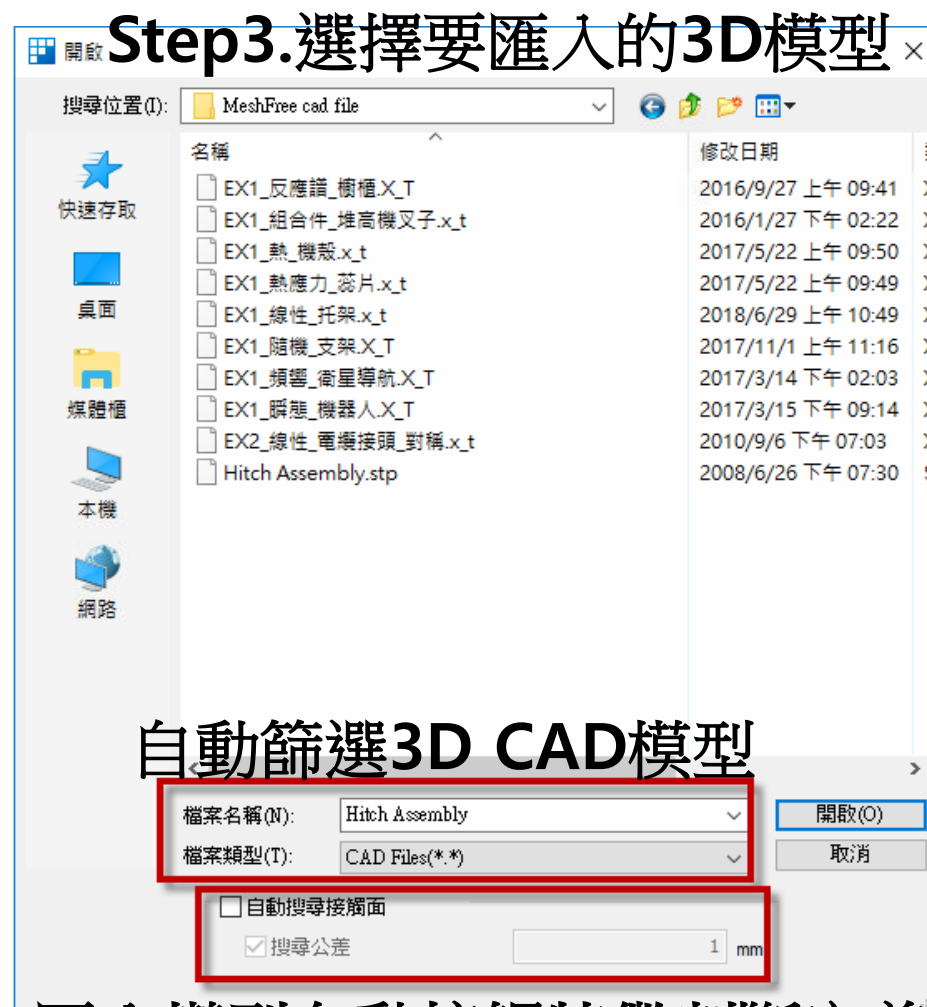 Step3.選擇要匯入的3D模型
開啟
搜尋位置(I):
MeshFree cad file
名稱 修改日期
EX1_反應譜_櫥櫃.X_T 2016/9/27 上午 09:41
EX1_組合件_堆高機叉子.x_t 2016/1/27 下午 02:22
EX1_熱_機殼.x_t 2017/5/22 上午 09:50
EX1_熱應力_蕊片.x_t 2017/5/22 上午 09:49
EX1_線性_托架.x_t 2018/6/29 上午 10:49
EX1_隨機_支架.X_T 2017/11/1 上午 11:16
EX1_頻響_衛星導航.X_T 2017/3/14 下午 02:03
EX1_瞬態_機器人.X_T 2017/3/15 下午 09:14
EX2_線性_電纜接頭_對稱.x_t 2010/9/6 下午 07:03
Hitch Assembly.stp 2008/6/26 下午 07:30
快速存取
桌面
媒體櫃
本機
網路
自動篩選3D CAD模型
檔案名稱(N): Hitch Assembly 開啟(O)
檔案類型(T): CAD Files(*.*) 取消
自動搜尋接觸面
搜尋公差 1 mm